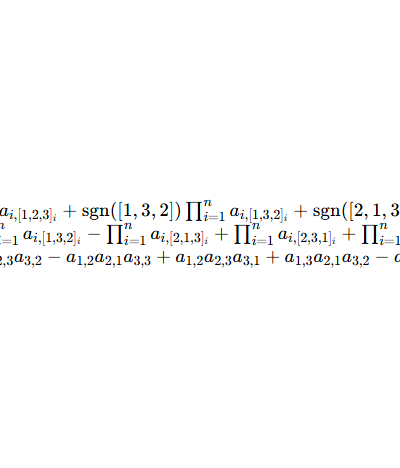 a_{i,[1,2,3]_i} + sgn([1,3,2]) ∏_{i=1}^{n} a_{i,[1,3,2]_i} + sgn([2,1,3
_{i=1}^{n} a_{i,[1,3,2]_i} − ∏_{i=1}^{n} a_{i,[2,1,3]_i} + ∏_{i=1}^{n} a_{i,[2,3,1]_i} + ∏_{i=1}^{n}
_{2,3}a_{3,2} − a_{1,2}a_{2,1}a_{3,3} + a_{1,2}a_{2,3}a_{3,1} + a_{1,3}a_{2,1}a_{3,2} − a